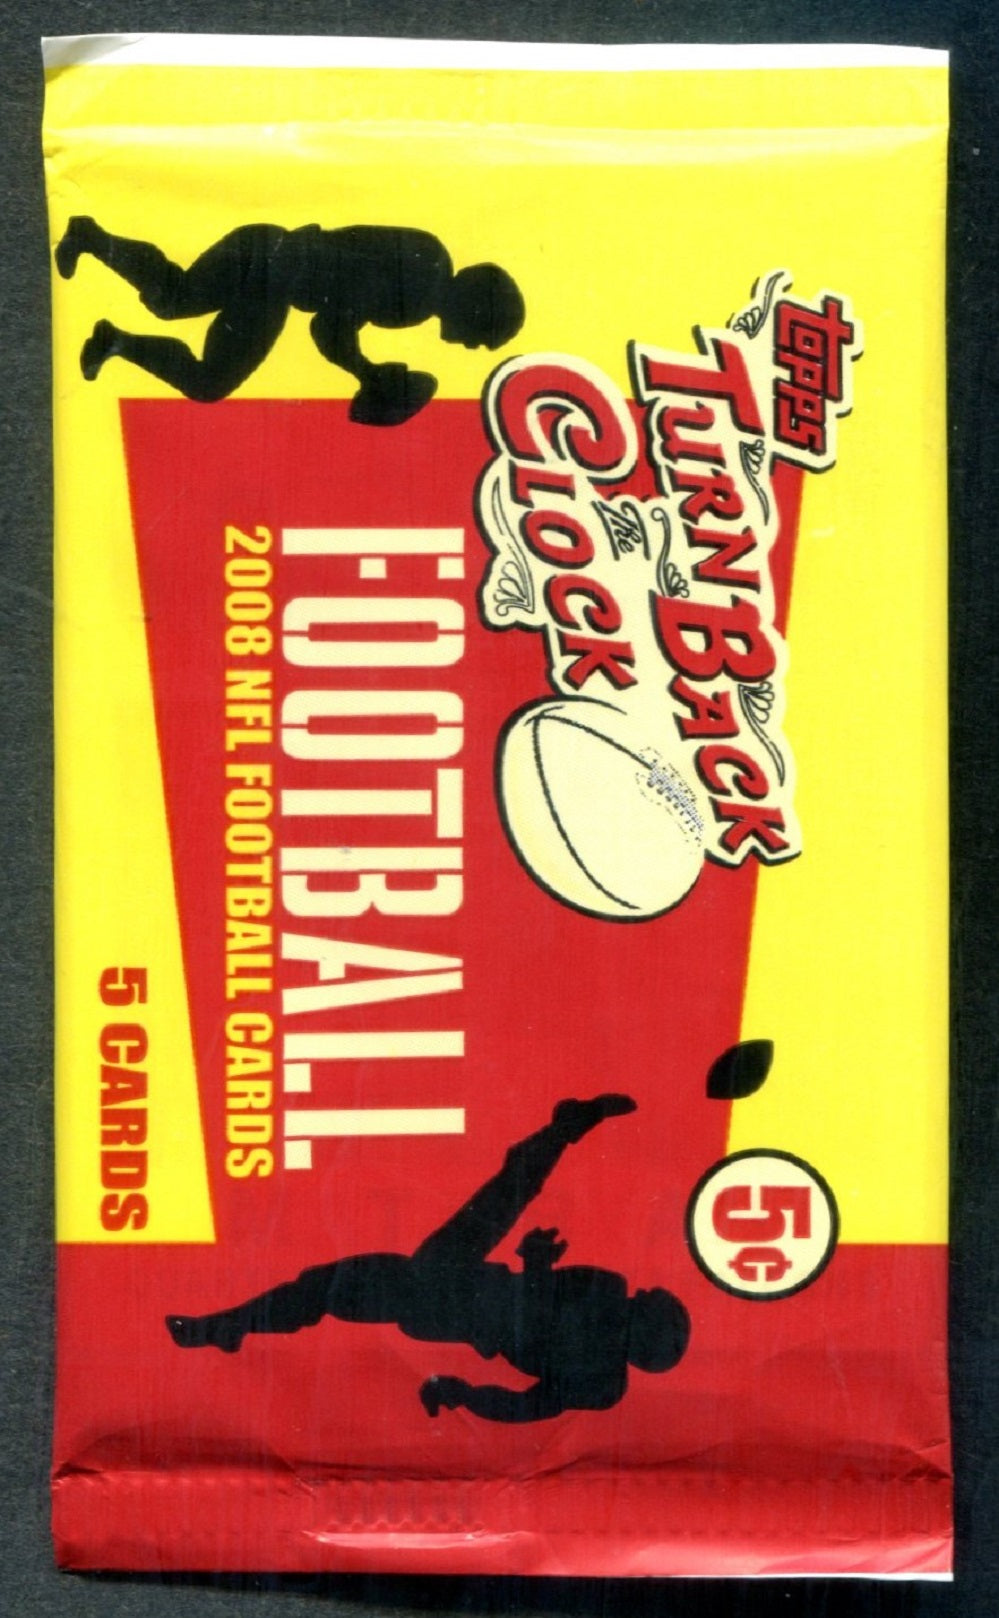 topps
TURN BACK
The
CLOCK
5¢
FOOTBALL
2008 NFL FOOTBALL CARDS
5 CARDS